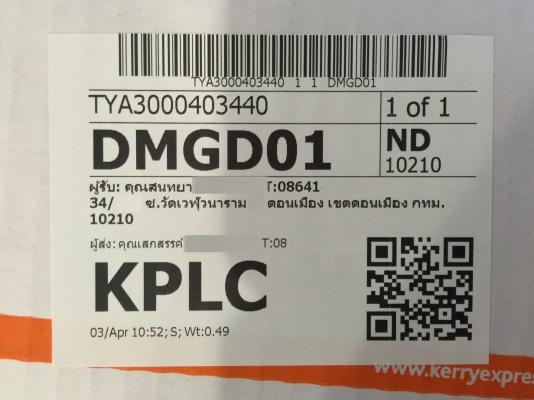 TYA3000403440 1 1 DMGD01
TYA3000403440 1 of 1
DMGD01 ND
10210
ผู้รับ: คุณสนทยา T:08641
34/ ซ.วัดเวฬุวนาราม ดอนเมือง เขตดอนเมือง กทม.
10210
ผู้ส่ง: คุณเสกสรรค์ T:08
KPLC
03/Apr 10:52; S; Wt:0.49
www.kerryexpres